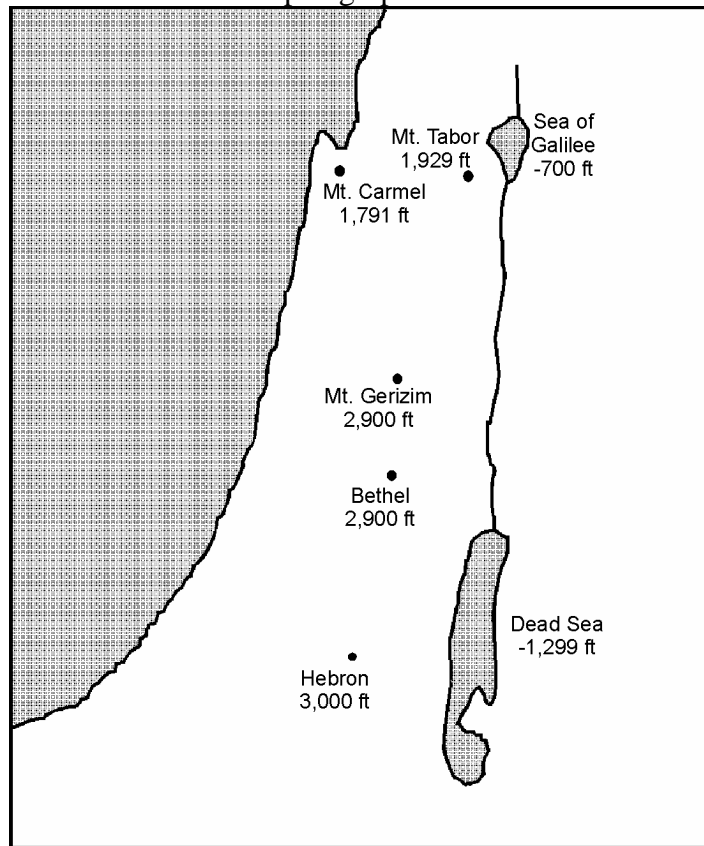 Mt. Tabor
1,929 ft
Sea of
Galilee
-700 ft
Mt. Carmel
1,791 ft
Mt. Gerizim
2,900 ft
Bethel
2,900 ft
Dead Sea
-1,299 ft
Hebron
3,000 ft